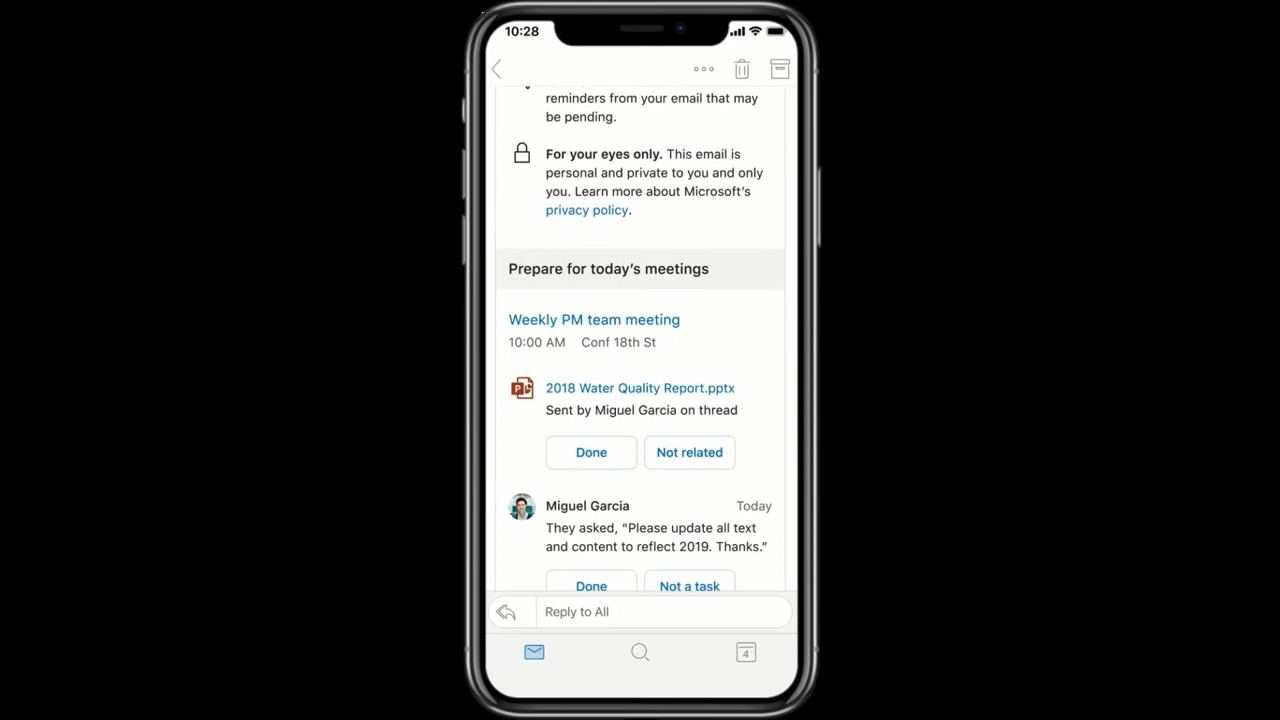 10:28
reminders from your email that may
be pending.
For your eyes only. This email is
personal and private to you and only
you. Learn more about Microsoft's
privacy policy.
Prepare for today's meetings
Weekly PM team meeting
10:00 AM Conf 18th St
2018 Water Quality Report.pptx
Sent by Miguel Garcia on thread
Done Not related
Miguel Garcia Today
They asked, “Please update all text
and content to reflect 2019. Thanks.”
Done Not a task
Reply to All
4